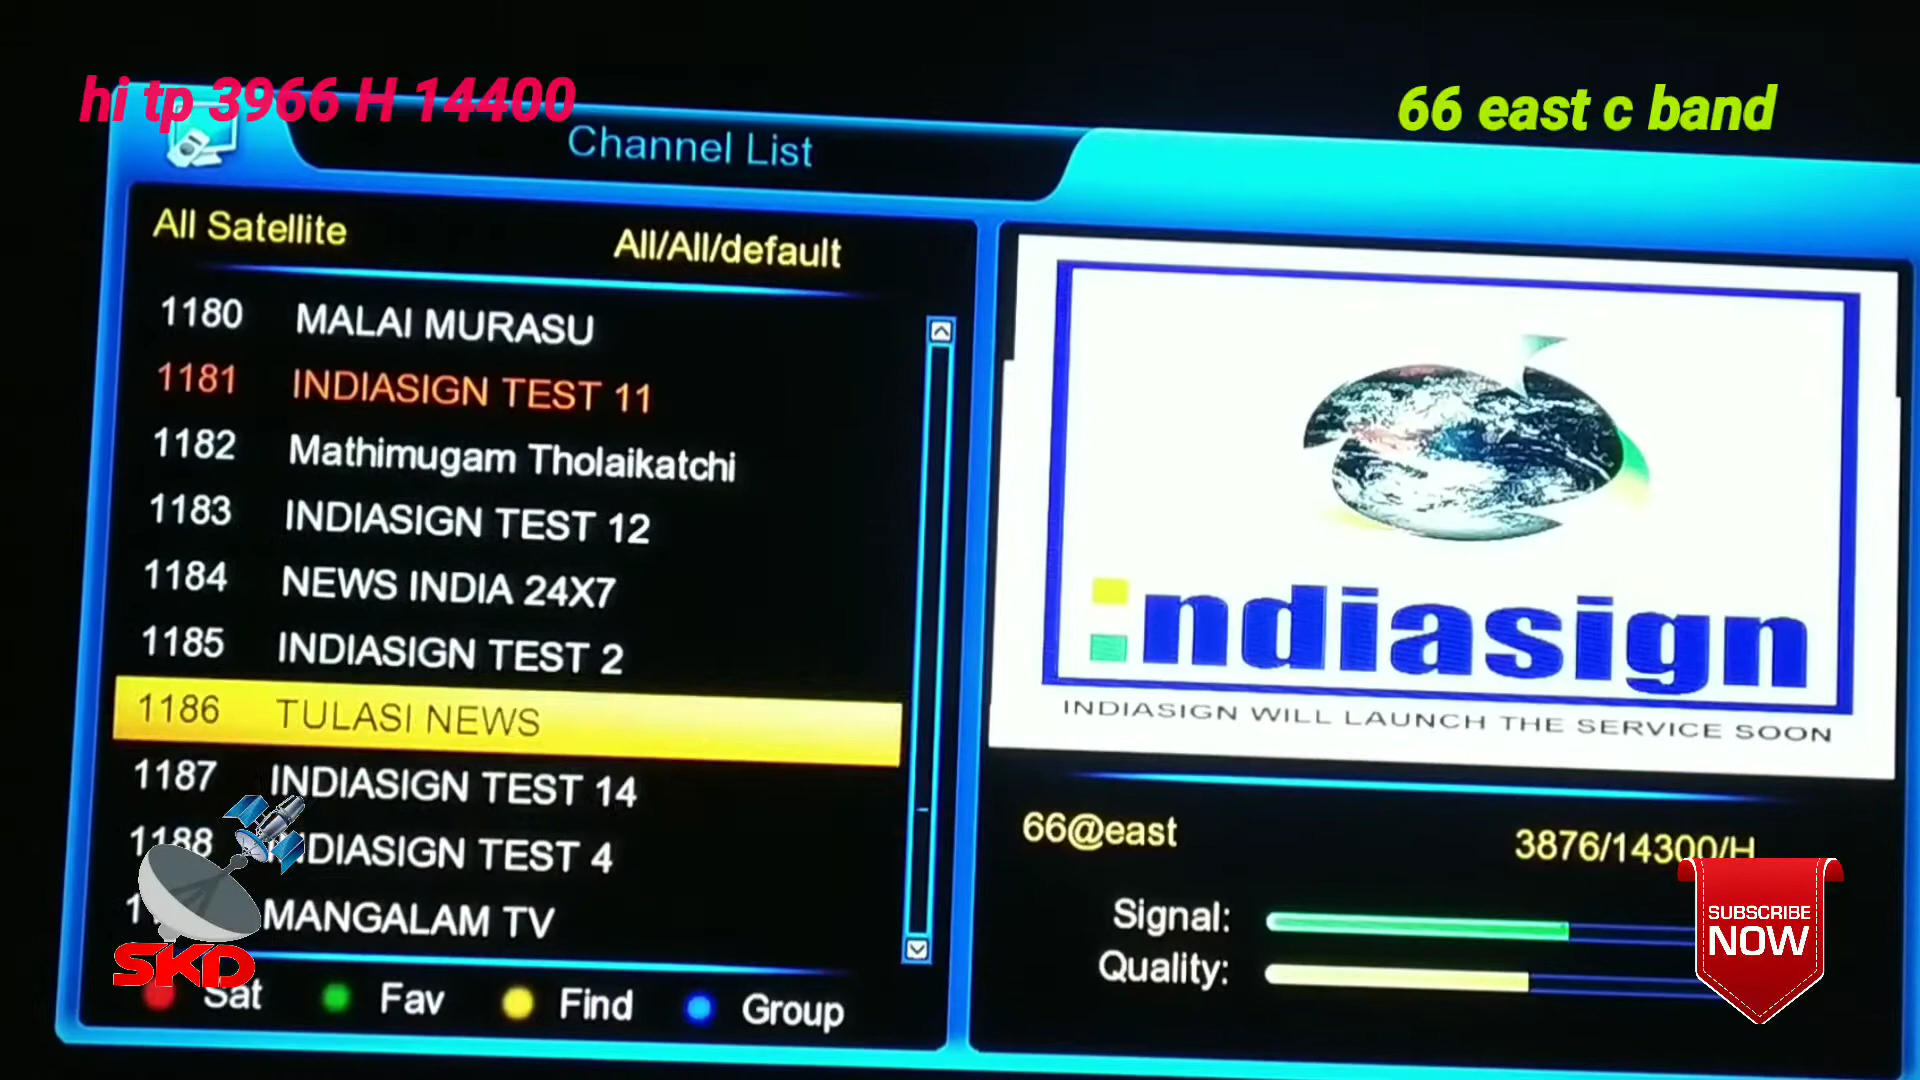 hi tp 3966 H 14400
66 east c band
Channel List
All Satellite
All/All/default
1180 MALAI MURASU
1181 INDIASIGN TEST 11
1182 Mathimugam Tholaikatchi
1183 INDIASIGN TEST 12
1184 NEWS INDIA 24X7
1185 INDIASIGN TEST 2
1186 TULASI NEWS
1187 INDIASIGN TEST 14
1188 INDIASIGN TEST 4
MANGALAM TV
Sat
Fav
Find
Group
SKD
indiasign
INDIASIGN WILL LAUNCH THE SERVICE SOON
66@east
3876/14300/H
Signal:
Quality:
SUBSCRIBE
NOW